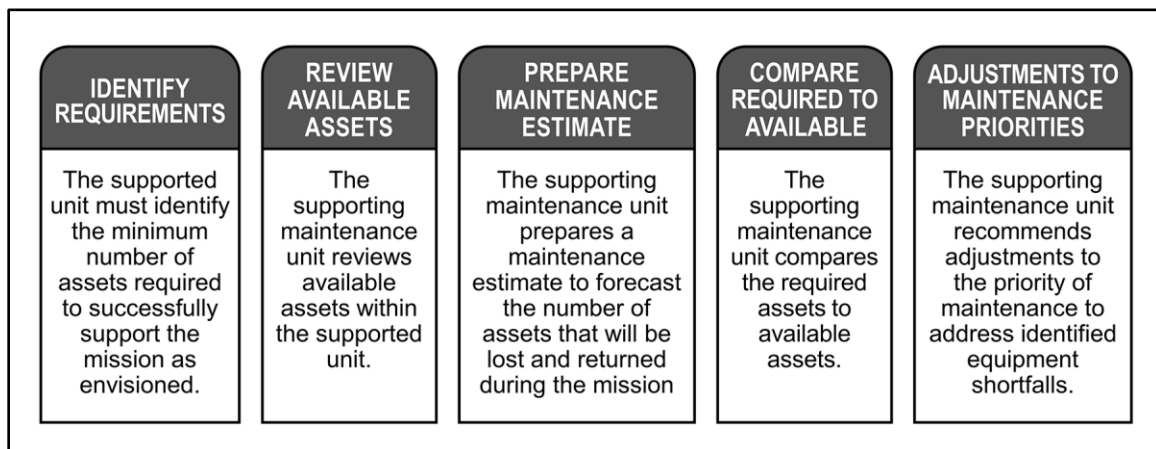 IDENTIFY
REQUIREMENTS
The supported
unit must identify
the minimum
number of
assets required
to successfully
support the
mission as
envisioned.
REVIEW
AVAILABLE
ASSETS
The
supporting
maintenance
unit reviews
available
assets within
the supported
unit.
PREPARE
MAINTENANCE
ESTIMATE
The supporting
maintenance unit
prepares a
maintenance
estimate to forecast
the number of
assets that will be
lost and returned
during the mission
COMPARE
REQUIRED TO
AVAILABLE
The
supporting
maintenance
unit compares
the required
assets to
available
assets.
ADJUSTMENTS TO
MAINTENANCE
PRIORITIES
The supporting
maintenance unit
recommends
adjustments to
the priority of
maintenance to
address identified
equipment
shortfalls.